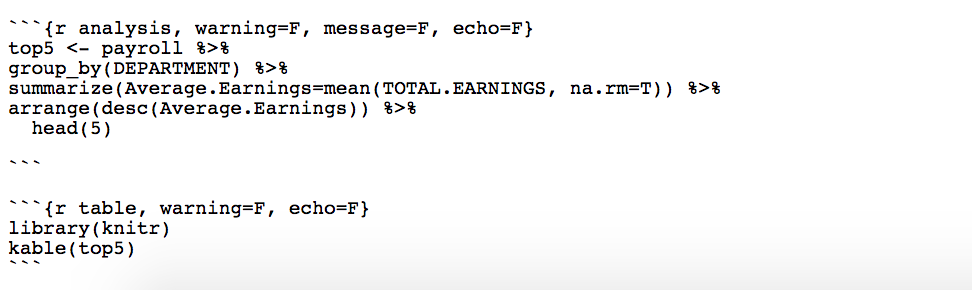 ```{r analysis, warning=F, message=F, echo=F}
top5 <- payroll %>%
group_by(DEPARTMENT) %>%
summarize(Average.Earnings=mean(TOTAL.EARNINGS, na.rm=T)) %>%
arrange(desc(Average.Earnings)) %>%
  head(5)
```
```{r table, warning=F, echo=F}
library(knitr)
kable(top5)
```